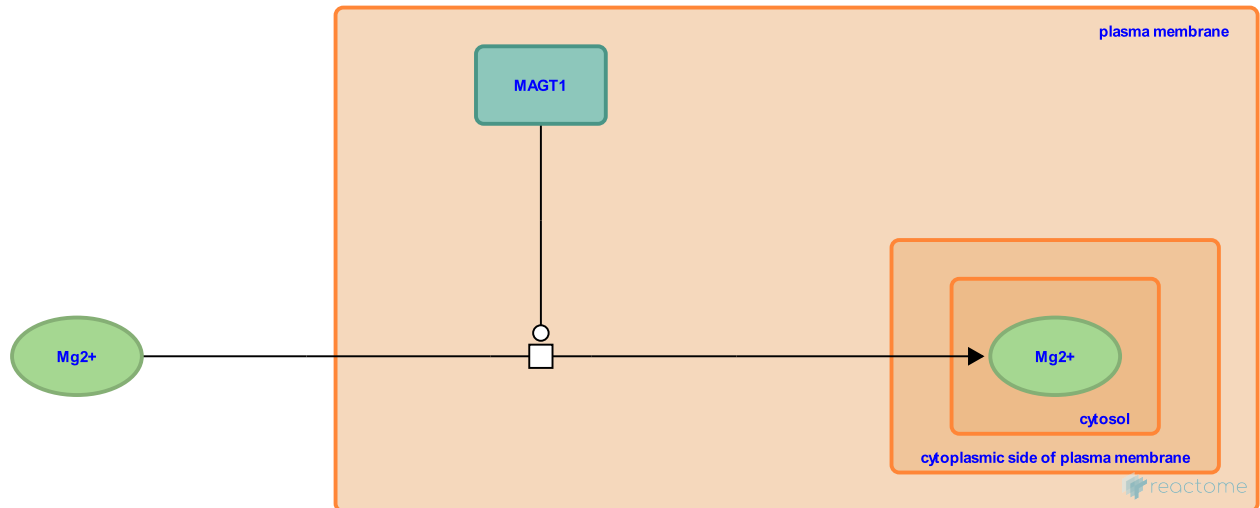 plasma membrane
MAGT1
Mg2+
Mg2+
cytosol
cytoplasmic side of plasma membrane
reactome